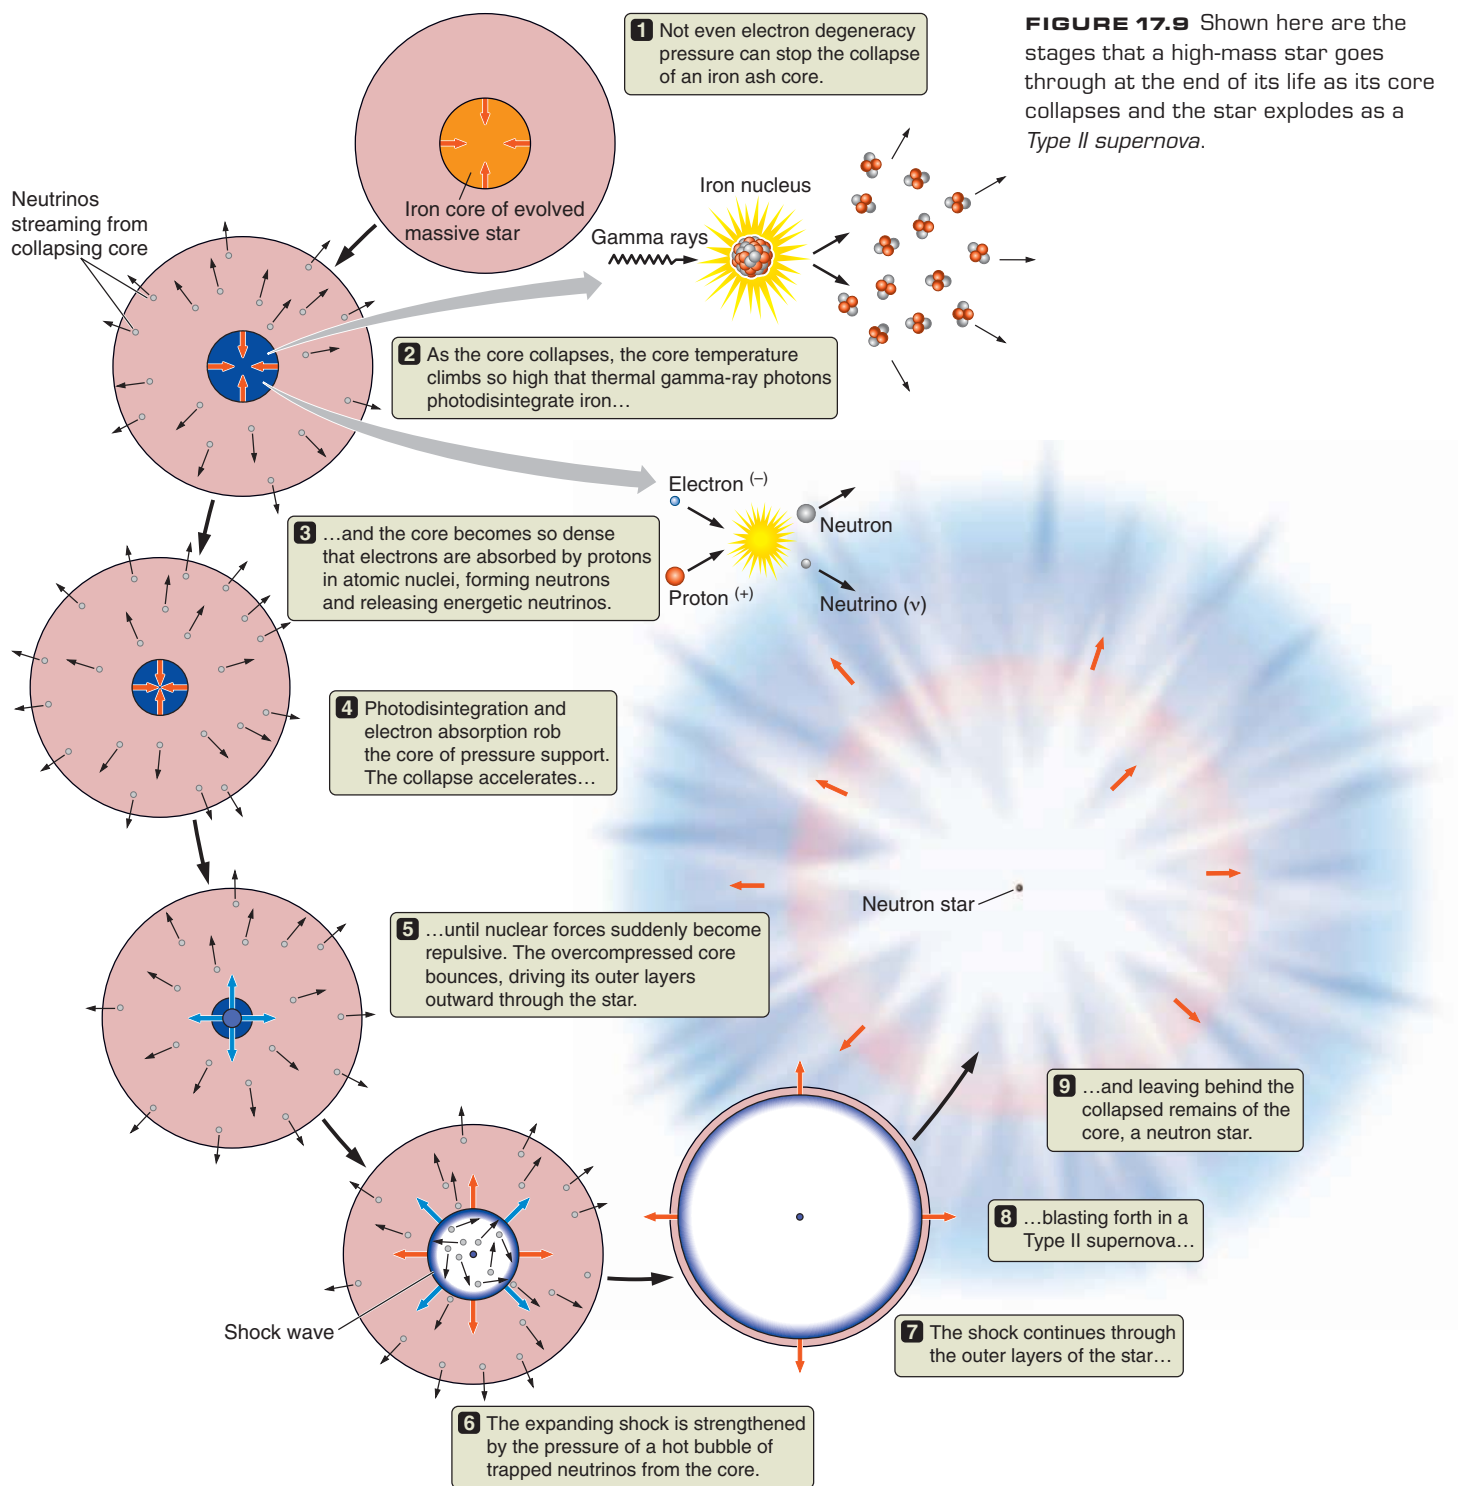 FIGURE 17.9 Shown here are the
stages that a high-mass star goes
through at the end of its life as its core
collapses and the star explodes as a
Type II supernova.
1 Not even electron degeneracy
pressure can stop the collapse
of an iron ash core.
Iron core of evolved
massive star
Neutrinos
streaming from
collapsing core
Iron nucleus
Gamma rays
2 As the core collapses, the core temperature
climbs so high that thermal gamma-ray photons
photodisintegrate iron…
Electron (–)
Neutron
Proton (+)
Neutrino (ν)
3 …and the core becomes so dense
that electrons are absorbed by protons
in atomic nuclei, forming neutrons
and releasing energetic neutrinos.
4 Photodisintegration and
electron absorption rob
the core of pressure support.
The collapse accelerates…
Neutron star
5 …until nuclear forces suddenly become
repulsive. The overcompressed core
bounces, driving its outer layers
outward through the star.
Shock wave
6 The expanding shock is strengthened
by the pressure of a hot bubble of
trapped neutrinos from the core.
7 The shock continues through
the outer layers of the star…
8 …blasting forth in a
Type II supernova…
9 …and leaving behind the
collapsed remains of the
core, a neutron star.